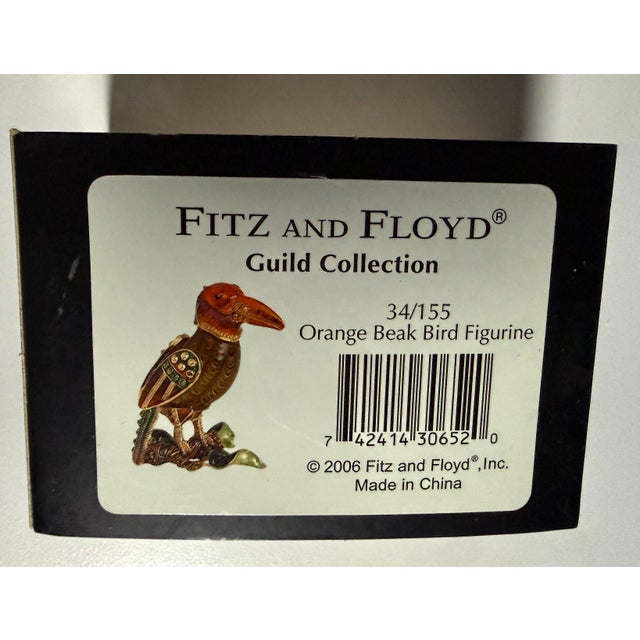 FITZ AND FLOYD®
Guild Collection
34/155
Orange Beak Bird Figurine
7 42414 30652 0
© 2006 Fitz and Floyd®, Inc.
Made in China